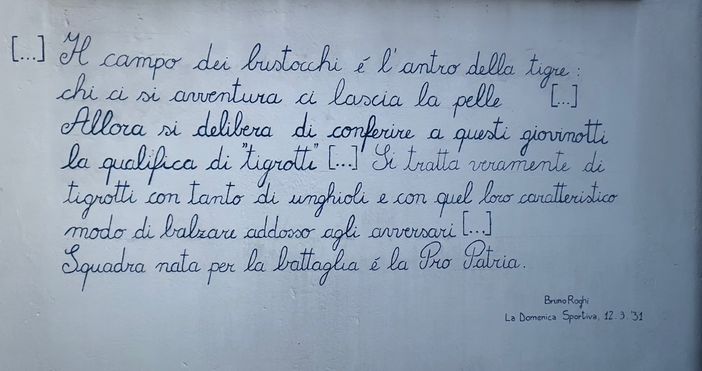 [...] Il campo dei bustocchi é l'antro della tigre :
chi ci si avventura ci lascia la pelle [...]
Allora si delibera di conferire a questi giovinotti
la qualifica di "tigrotti" [...] Si tratta veramente di
tigrotti con tanto di unghioli e con quel loro caratteristico
modo di balzare addosso agli avversari [...]
Squadra nata per la battaglia é la Pro Patria.
Bruno Roghi
La Domenica Sportiva, 12.3.'31